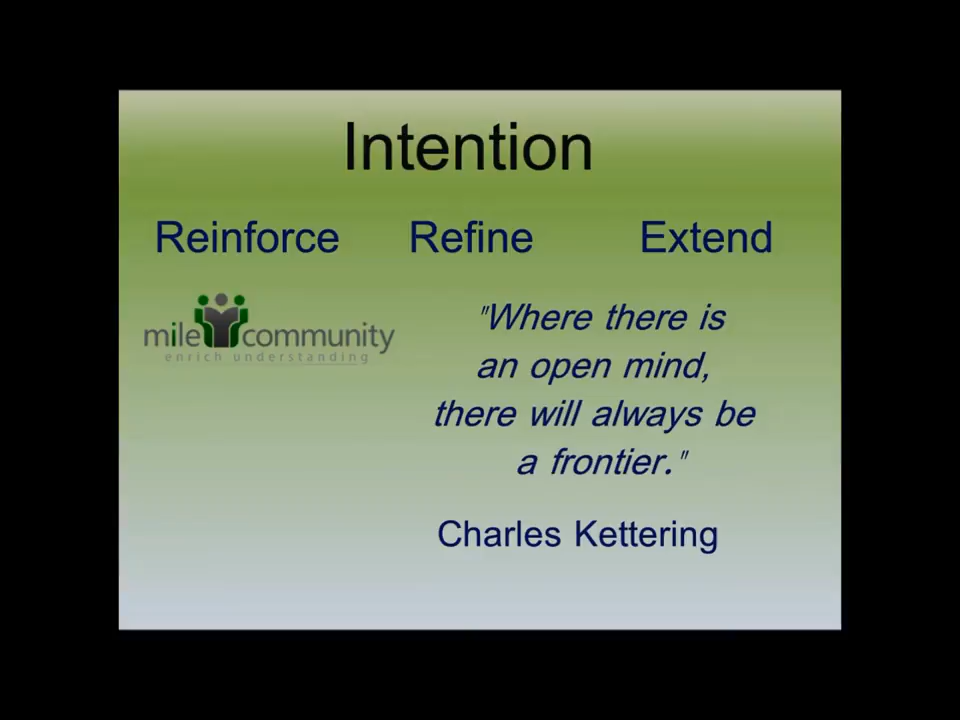 Intention
Reinforce Refine Extend
mile community
enrich understanding
"Where there is
an open mind,
there will always be
a frontier."
Charles Kettering